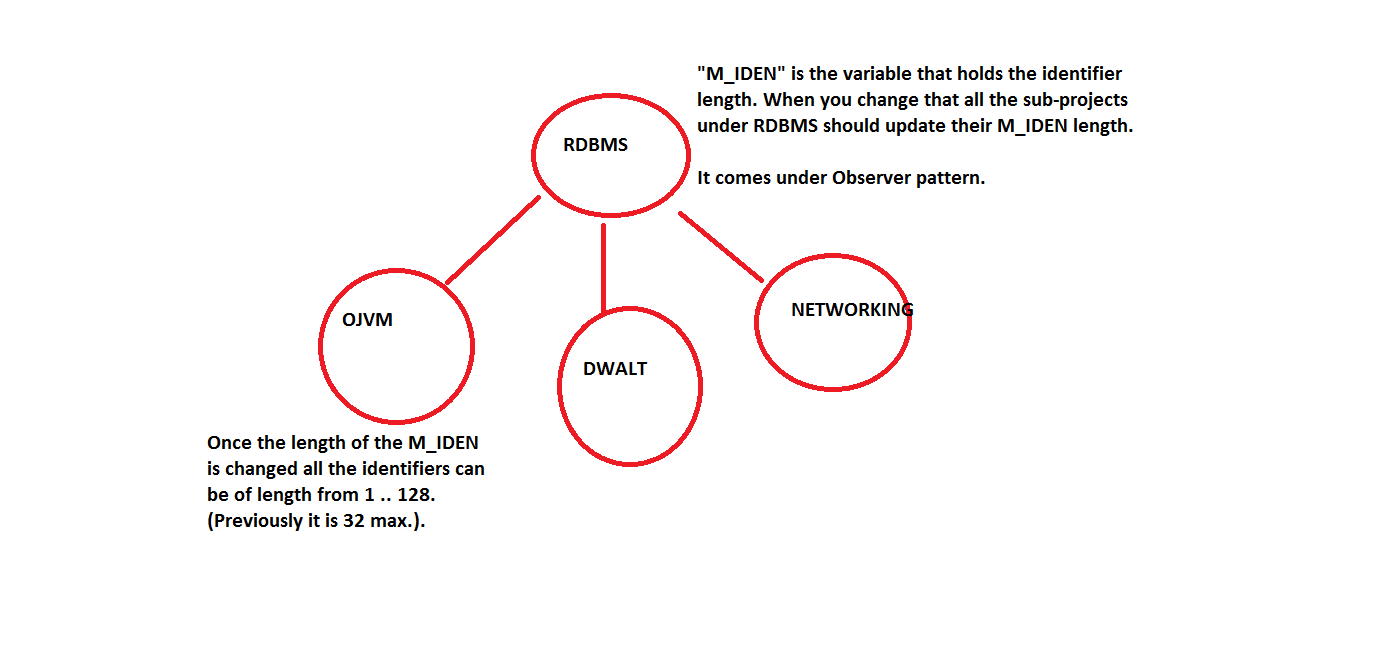 "M_IDEN" is the variable that holds the identifier
length. When you change that all the sub-projects
under RDBMS should update their M_IDEN length.
It comes under Observer pattern.
RDBMS
OJVM
DWALT
NETWORKING
Once the length of the M_IDEN
is changed all the identifiers can
be of length from 1 .. 128.
(Previously it is 32 max.).